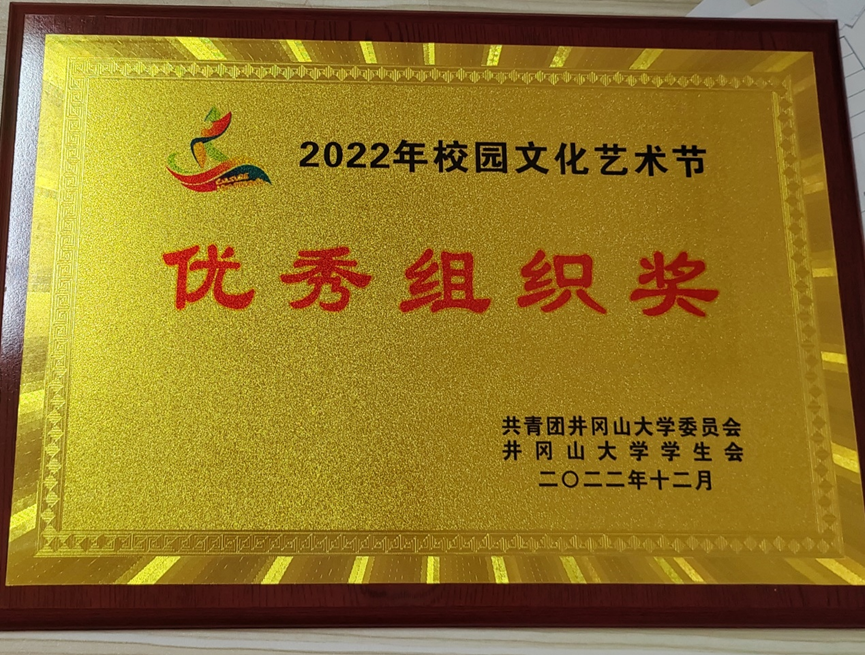 2022年校园文化艺术节
优秀组织奖
共青团井冈山大学委员会
井冈山大学学生会
二〇二二年十二月